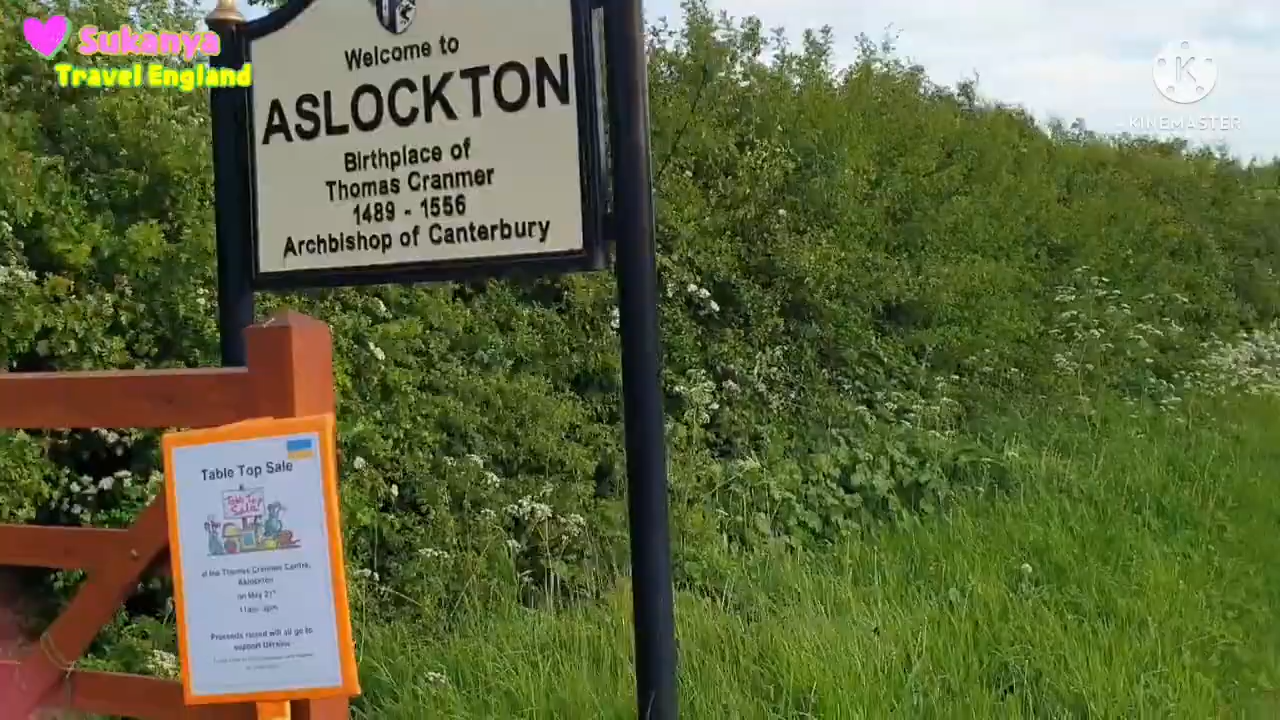 Sukanya
Travel England
K
KINEMASTER
Welcome to
ASLOCKTON
Birthplace of
Thomas Cranmer
1489 - 1556
Archbishop of Canterbury
Table Top Sale
Table Top
Sale!
at the Thomas Cranmer Centre,
Aslockton
on May 21st
Proceeds raised will all go to
support Ukraine